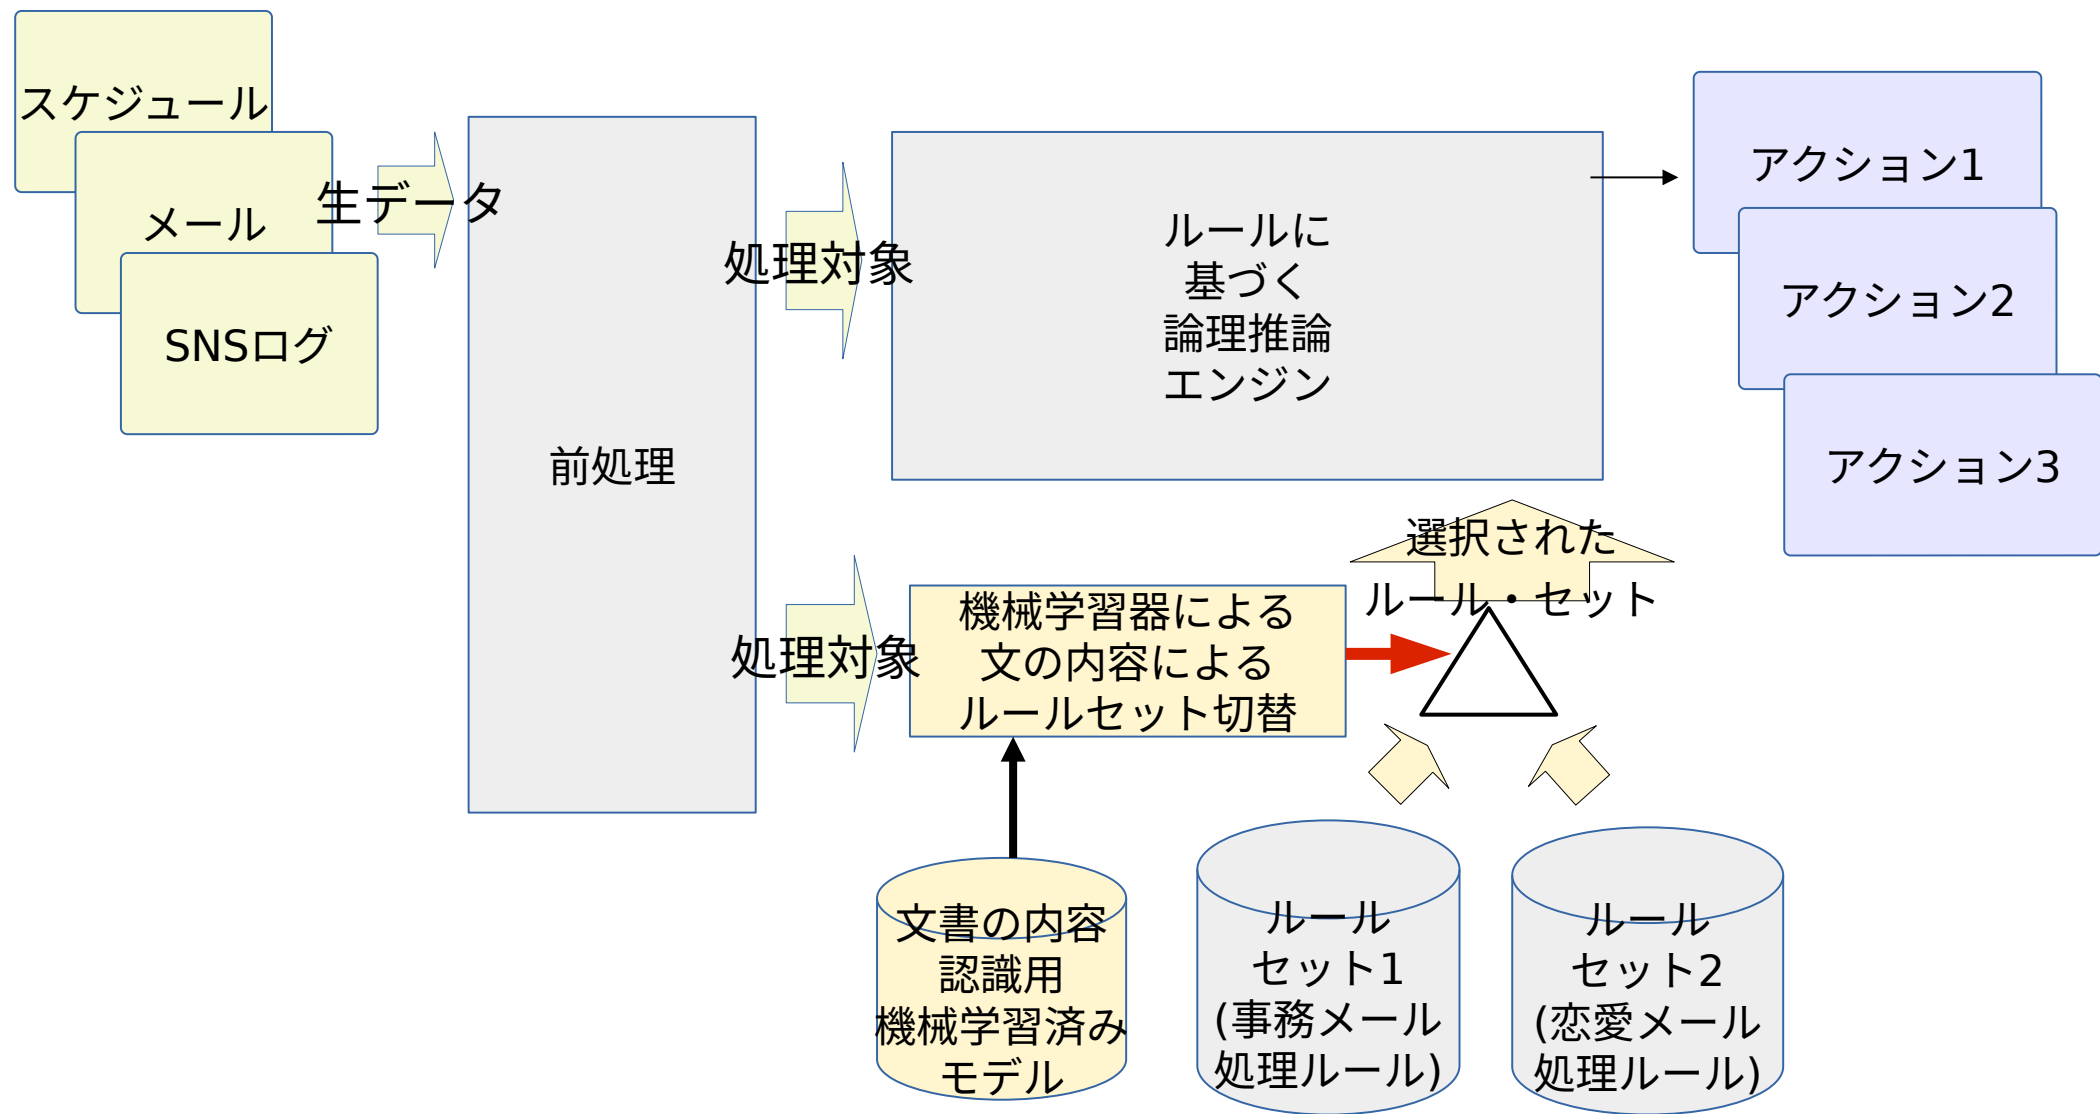 スケジュール
メール
SNSログ
生データ
前処理
処理対象
ルールに
基づく
論理推論
エンジン
アクション1
アクション2
アクション3
処理対象
機械学習器による
文の内容による
ルールセット切替
選択された
ルール・セット
文書の内容
認識用
機械学習済み
モデル
ルール
セット1
(事務メール
処理ルール)
ルール
セット2
(恋愛メール
処理ルール)